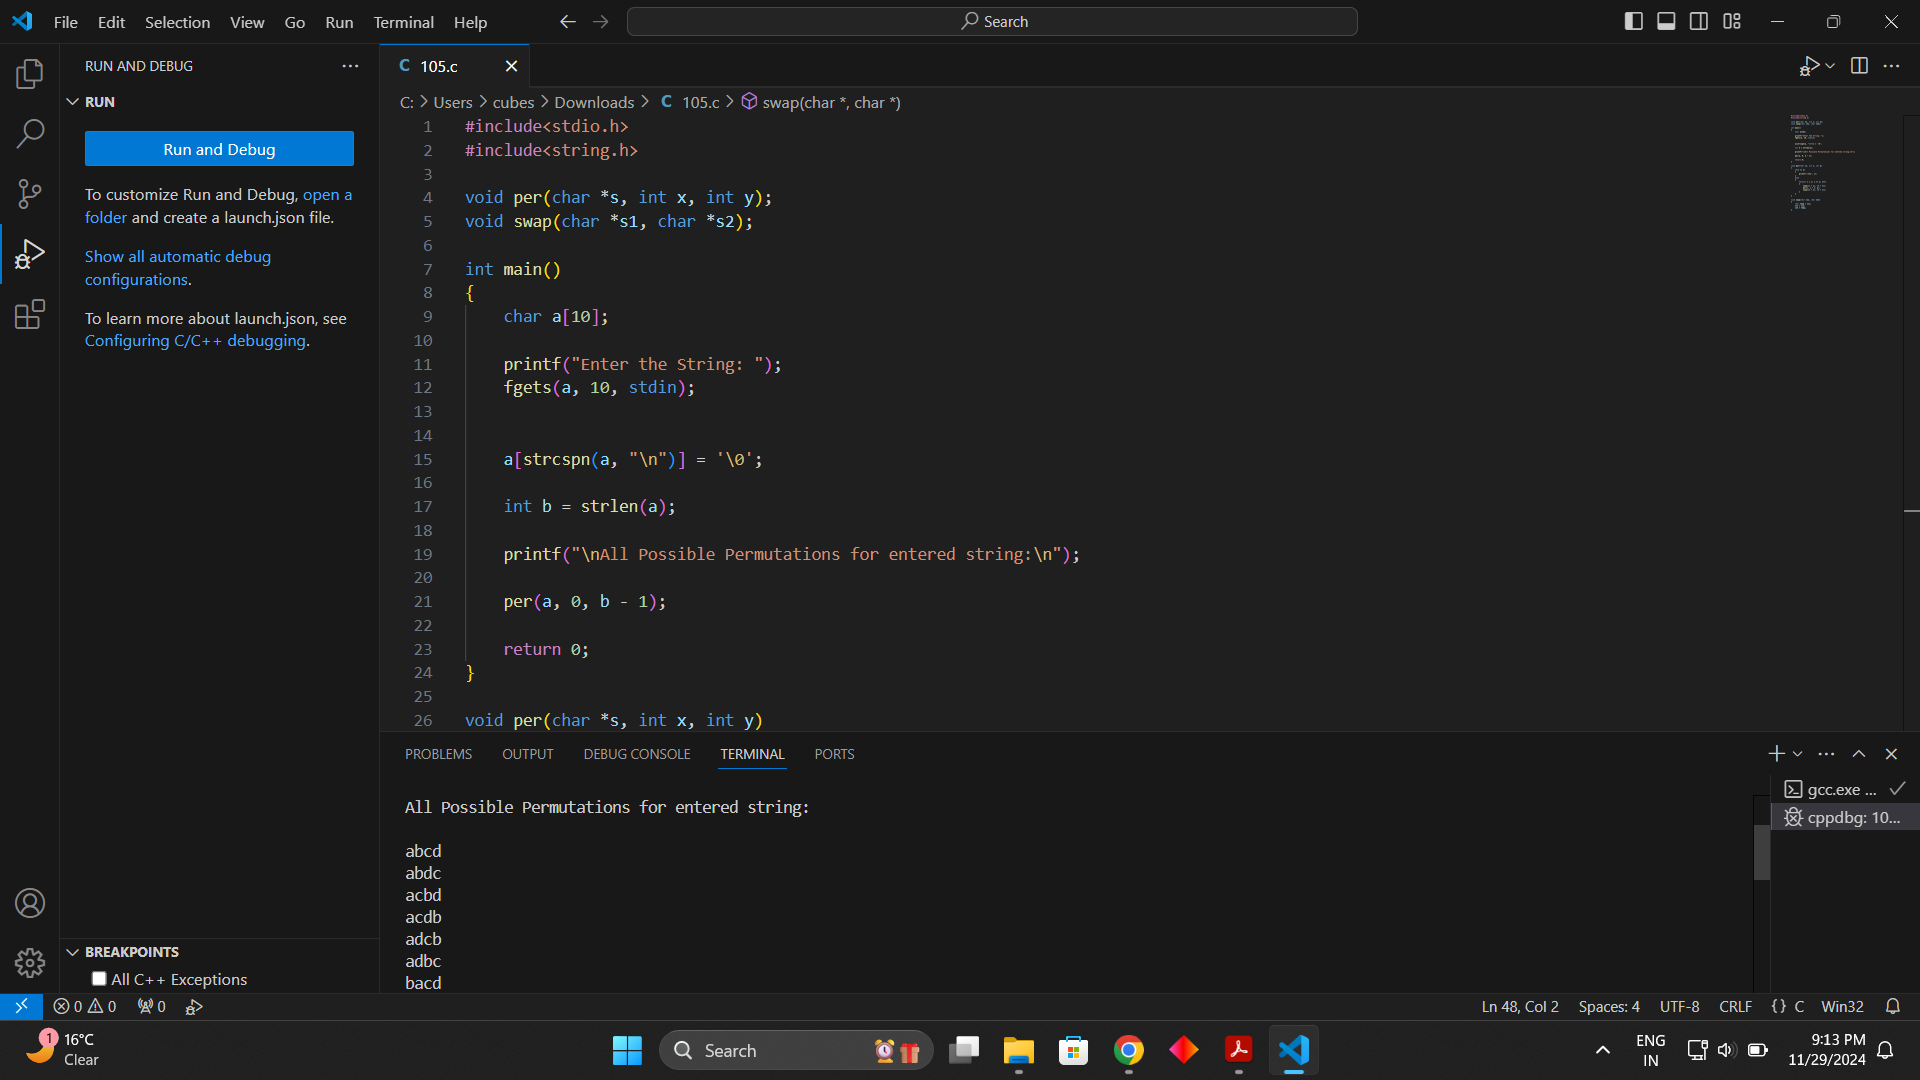 File Edit Selection View Go Run Terminal Help
Search
RUN AND DEBUG
RUN
Run and Debug
To customize Run and Debug, open a
folder and create a launch.json file.
Show all automatic debug
configurations.
To learn more about launch.json, see
Configuring C/C++ debugging.
BREAKPOINTS
All C++ Exceptions
C 105.c
C: > Users > cubes > Downloads > C 105.c > swap(char *, char *)
1 #include<stdio.h>
2 #include<string.h>
3
4 void per(char *s, int x, int y);
5 void swap(char *s1, char *s2);
6
7 int main()
8 {
9 char a[10];
10
11 printf("Enter the String: ");
12 fgets(a, 10, stdin);
13
14
15 a[strcspn(a, "\n")] = '\0';
16
17 int b = strlen(a);
18
19 printf("\nAll Possible Permutations for entered string:\n");
20
21 per(a, 0, b - 1);
22
23 return 0;
24 }
25
26 void per(char *s, int x, int y)
PROBLEMS OUTPUT DEBUG CONSOLE TERMINAL PORTS
All Possible Permutations for entered string:
abcd
abdc
acbd
acdb
adcb
adbc
bacd
gcc.exe ...
cppdbg: 10...
0 0 0
Ln 48, Col 2 Spaces: 4 UTF-8 CRLF {} C Win32
1
16°C
Clear
Search
ENG
IN
9:13 PM
11/29/2024